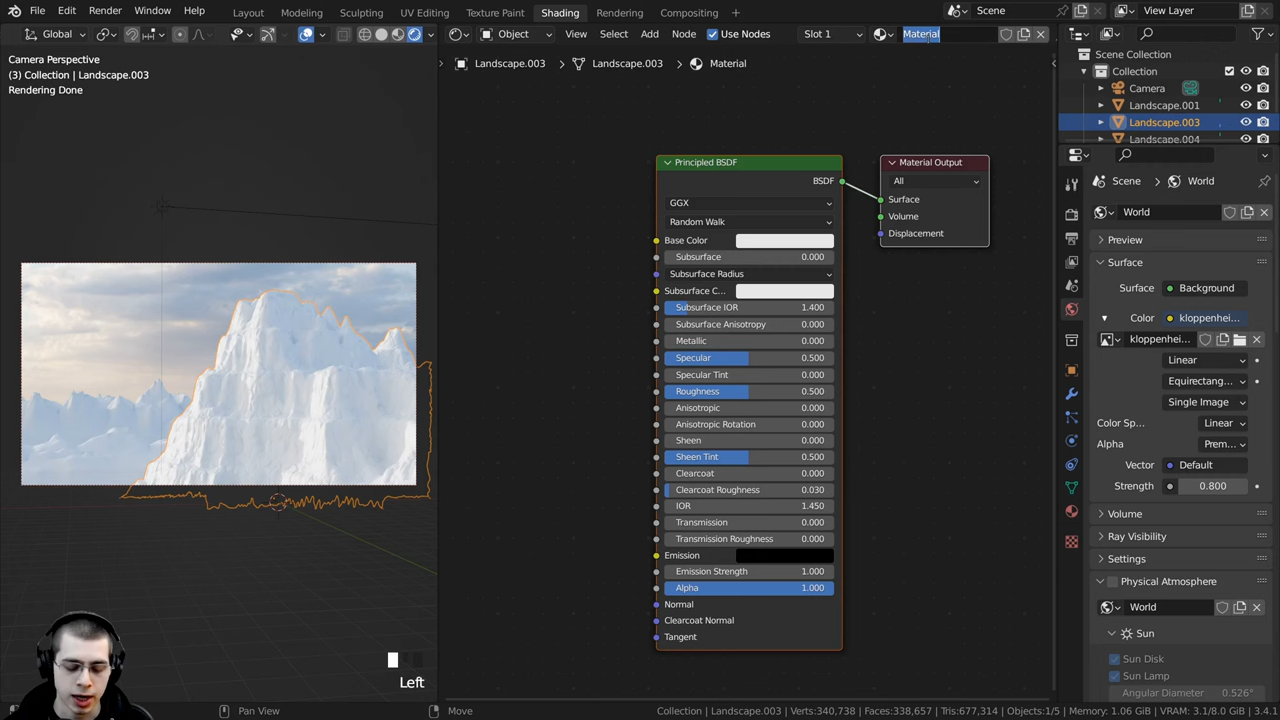 File Edit Render Window Help Layout Modeling Sculpting UV Editing Texture Paint Shading Rendering Compositing + Scene View Layer
Global Object View Select Add Node Use Nodes Slot 1 Material
Camera Perspective
(3) Collection | Landscape.003
Rendering Done
Landscape.003 > Landscape.003 > Material
Principled BSDF
BSDF
GGX
Random Walk
Base Color
Subsurface 0.000
Subsurface Radius
Subsurface C...
Subsurface IOR 1.400
Subsurface Anisotropy 0.000
Metallic 0.000
Specular 0.500
Specular Tint 0.000
Roughness 0.500
Anisotropic 0.000
Anisotropic Rotation 0.000
Sheen 0.000
Sheen Tint 0.500
Clearcoat 0.000
Clearcoat Roughness 0.030
IOR 1.450
Transmission 0.000
Transmission Roughness 0.000
Emission
Emission Strength 1.000
Alpha 1.000
Normal
Clearcoat Normal
Tangent
Material Output
All
Surface
Volume
Displacement
Scene Collection
Collection
Camera
Landscape.001
Landscape.003
Landscape.004
Scene > World
World
Preview
Surface
Surface Background
Color kloppenhei...
kloppenhei...
Linear
Equirectang...
Single Image
Color Sp... Linear
Alpha Prem...
Vector Default
Strength 0.800
Volume
Ray Visibility
Settings
Physical Atmosphere
World
Sun
Sun Disk
Sun Lamp
Angular Diameter 0.526°
Left
Pan View Move Collection | Landscape.003 | Verts:340,738 | Faces:338,657 | Tris:677,314 | Objects:1/5 | Memory: 1.06 GiB | VRAM: 3.1/8.0 GiB | 3.4.1